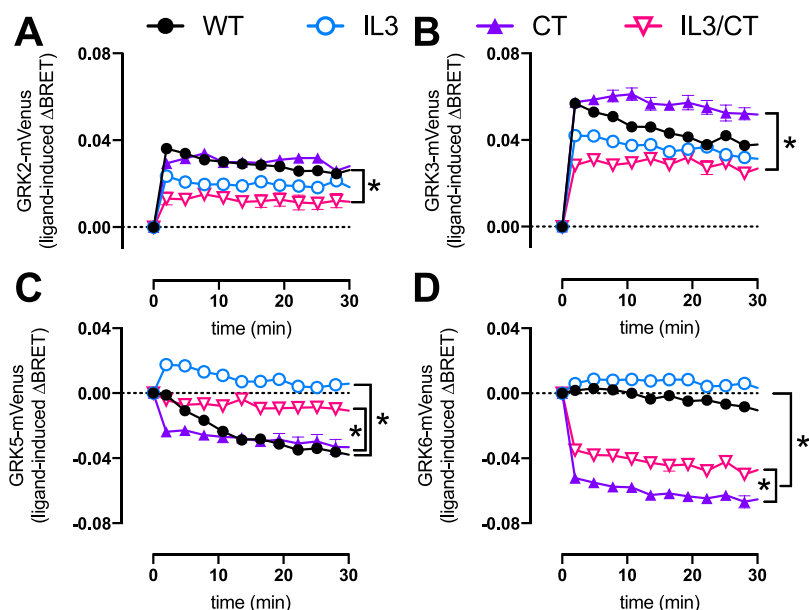 A WT IL3 B CT IL3/CT
GRK2-mVenus
(ligand-induced ΔBRET)
0.08
0.04
0.00
*
0 10 20 30
time (min)
GRK3-mVenus
(ligand-induced ΔBRET)
0.08
0.04
0.00
*
0 10 20 30
time (min)
C
GRK5-mVenus
(ligand-induced ΔBRET)
0.04
0.00
-0.04
-0.08
* *
0 10 20 30
time (min)
D
GRK6-mVenus
(ligand-induced ΔBRET)
0.04
0.00
-0.04
-0.08
* *
0 10 20 30
time (min)